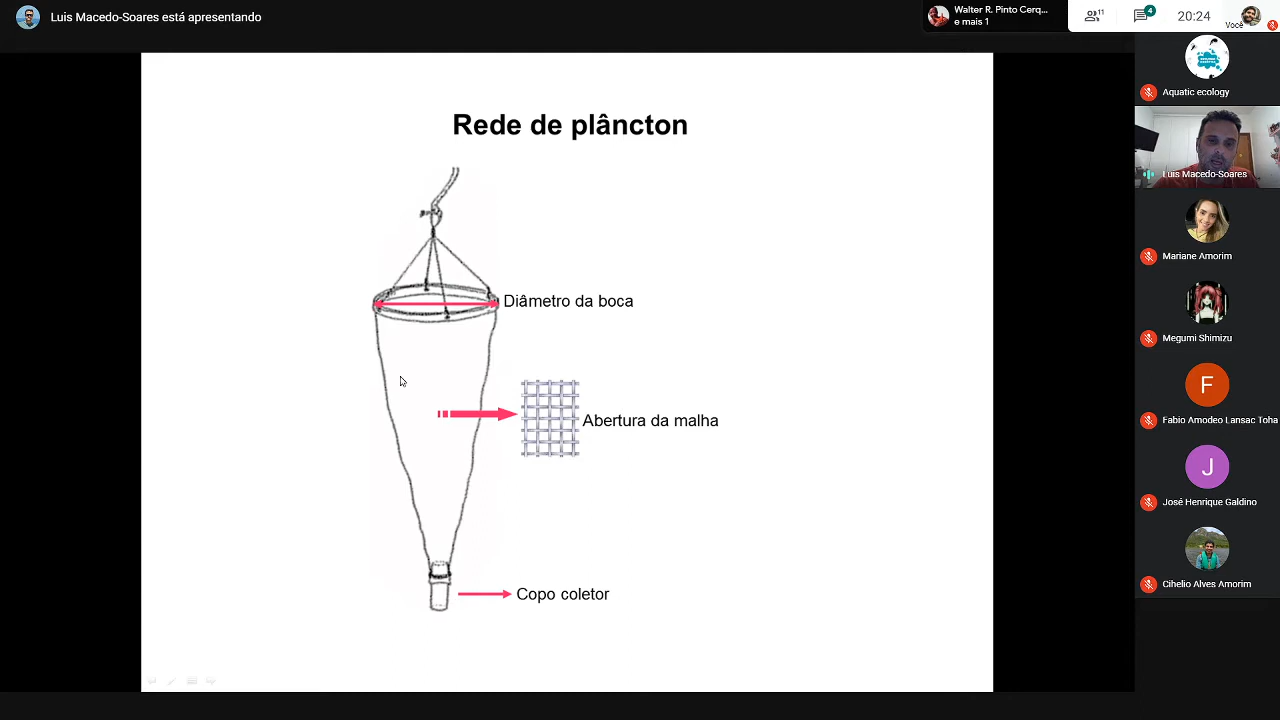 Luis Macedo-Soares está apresentando
Walter R. Pinto Cerq...
e mais 1
11
4
20:24
Você
Rede de plâncton
Diâmetro da boca
Abertura da malha
Copo coletor
Aquatic ecology
Luis Macedo-Soares
Mariane Amorim
Megumi Shimizu
F
Fabio Amodeo Lansac Toha
J
José Henrique Galdino
Cihelio Alves Amorim